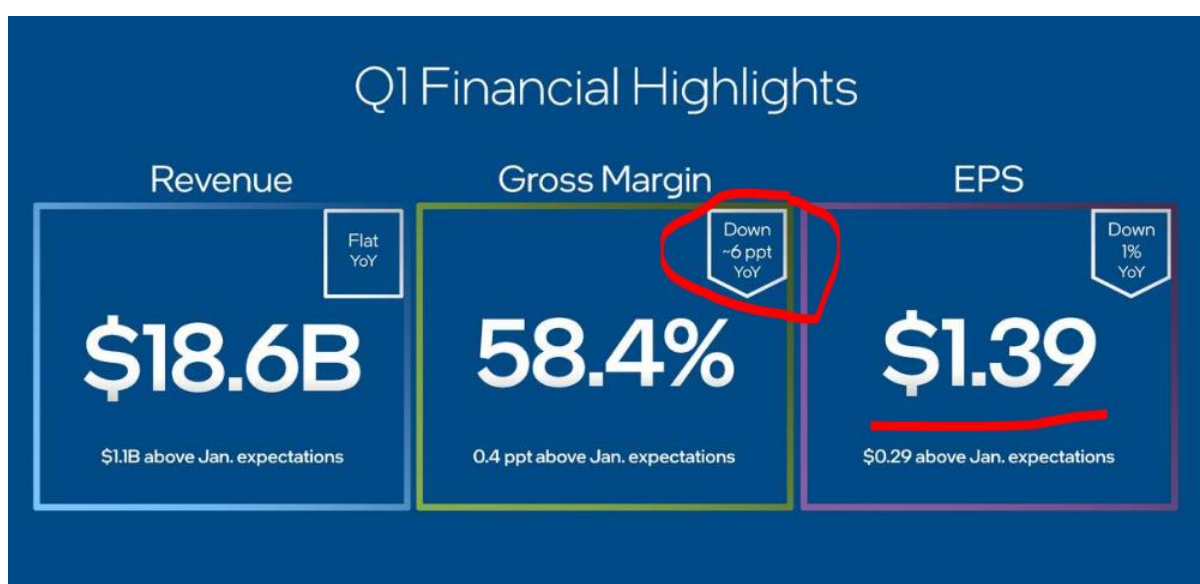 Q1 Financial Highlights
Revenue
Flat
YoY
$18.6B
$1.1B above Jan. expectations
Gross Margin
Down
~6 ppt
YoY
58.4%
0.4 ppt above Jan. expectations
EPS
Down
1%
YoY
$1.39
$0.29 above Jan. expectations